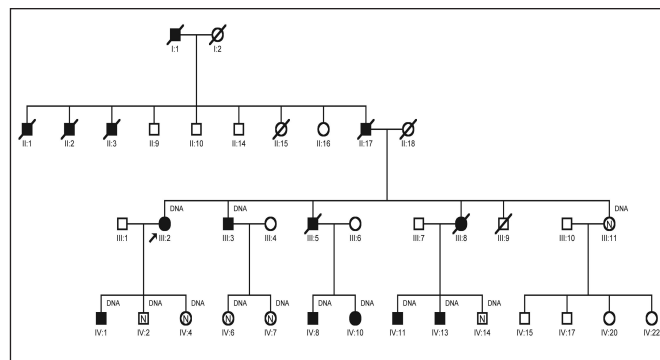 I:1 I:2
II:1 II:2 II:3 II:9 II:10 II:14 II:15 II:16 II:17 II:18
DNA DNA DNA
N
III:1 III:2 III:3 III:4 III:5 III:6 III:7 III:8 III:9 III:10 III:11
DNA DNA DNA DNA DNA DNA DNA DNA DNA DNA
N N N N N
IV:1 IV:2 IV:4 IV:6 IV:7 IV:8 IV:10 IV:11 IV:13 IV:14 IV:15 IV:17 IV:20 IV:22